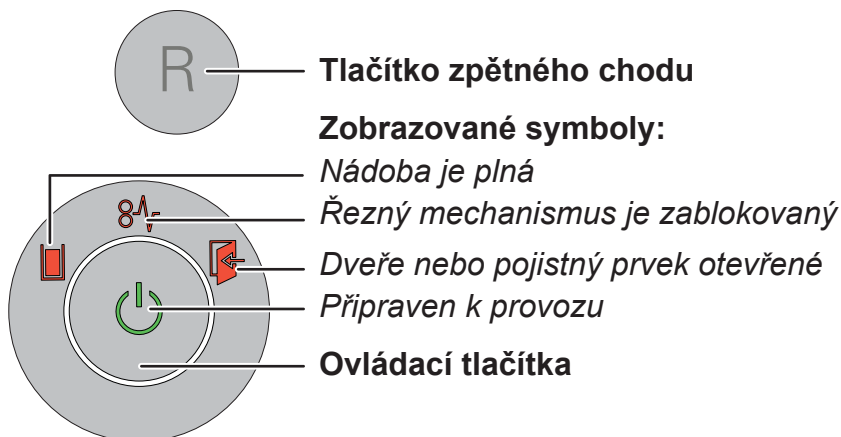 R
Tlačítko zpětného chodu
Zobrazované symboly:
Nádoba je plná
Řezný mechanismus je zablokovaný
Dveře nebo pojistný prvek otevřené
Připraven k provozu
Ovládací tlačítka